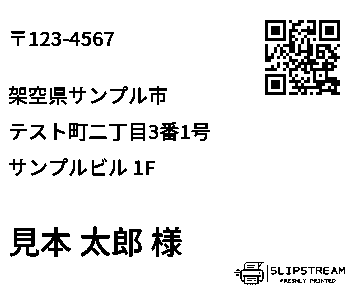 〒123-4567
架空県サンプル市
テスト町二丁目3番1号
サンプルビル 1F
見本 太郎 様
SLIPSTREAM
FRESHLY PRINTED